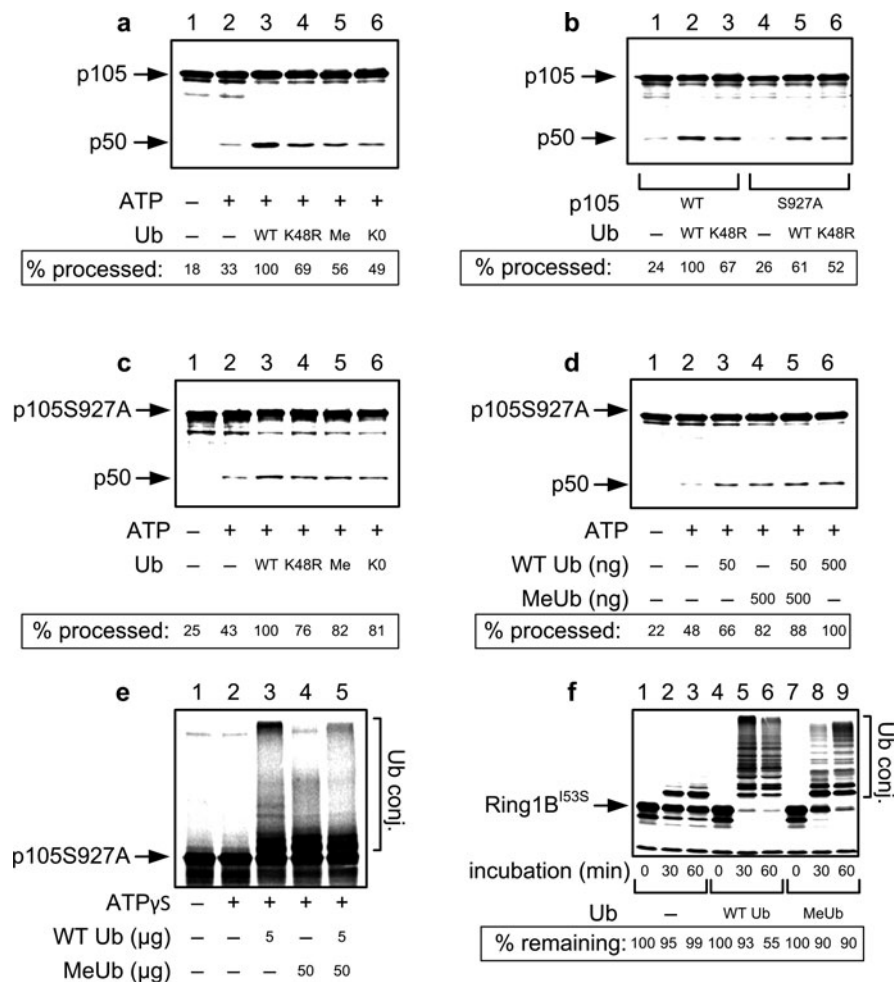 a
1 2 3 4 5 6
p105
p50
ATP – + + + + +
Ub – – WT K48R Me K0
% processed: 18 33 100 69 56 49
b
1 2 3 4 5 6
p105
p50
p105 WT S927A
Ub – WT K48R – WT K48R
% processed: 24 100 67 26 61 52
c
1 2 3 4 5 6
p105S927A
p50
ATP – + + + + +
Ub – – WT K48R Me K0
% processed: 25 43 100 76 82 81
d
1 2 3 4 5 6
p105S927A
p50
ATP – + + + + +
WT Ub (ng) – – 50 – 50 500
MeUb (ng) – – – 500 500 –
% processed: 22 48 66 82 88 100
e
1 2 3 4 5
Ub conj.
p105S927A
ATPγS – + + + +
WT Ub (µg) – – 5 – 5
MeUb (µg) – – – 50 50
f
1 2 3 4 5 6 7 8 9
Ub conj.
Ring1B^I53S
incubation (min) 0 30 60 0 30 60 0 30 60
Ub – WT Ub MeUb
% remaining: 100 95 99 100 93 55 100 90 90